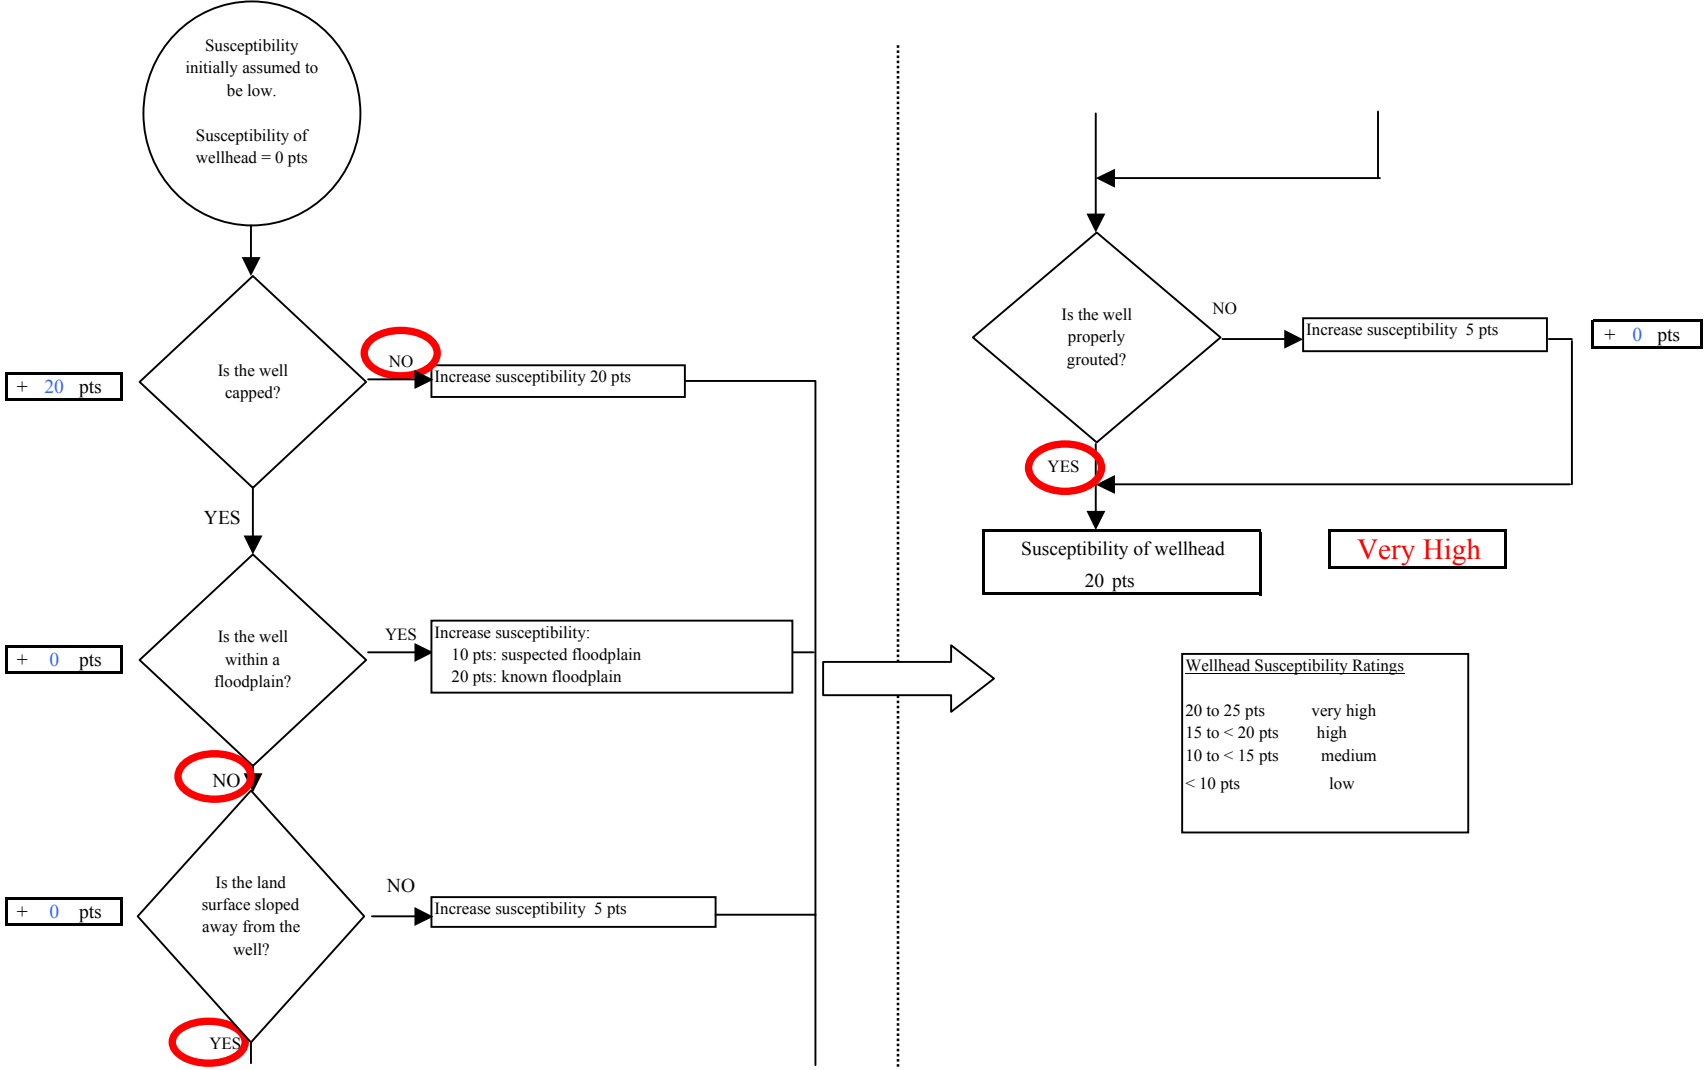 Susceptibility
initially assumed to
be low.
Susceptibility of
wellhead = 0 pts
Is the well
capped?
NO
Increase susceptibility 20 pts
+ 20 pts
YES
Is the well
within a
floodplain?
YES
Increase susceptibility:
10 pts: suspected floodplain
20 pts: known floodplain
+ 0 pts
NO
Is the land
surface sloped
away from the
well?
NO
Increase susceptibility 5 pts
+ 0 pts
YES
Is the well
properly
grouted?
NO
Increase susceptibility 5 pts
+ 0 pts
YES
Susceptibility of wellhead
20 pts
Very High
Wellhead Susceptibility Ratings
20 to 25 pts very high
15 to < 20 pts high
10 to < 15 pts medium
< 10 pts low